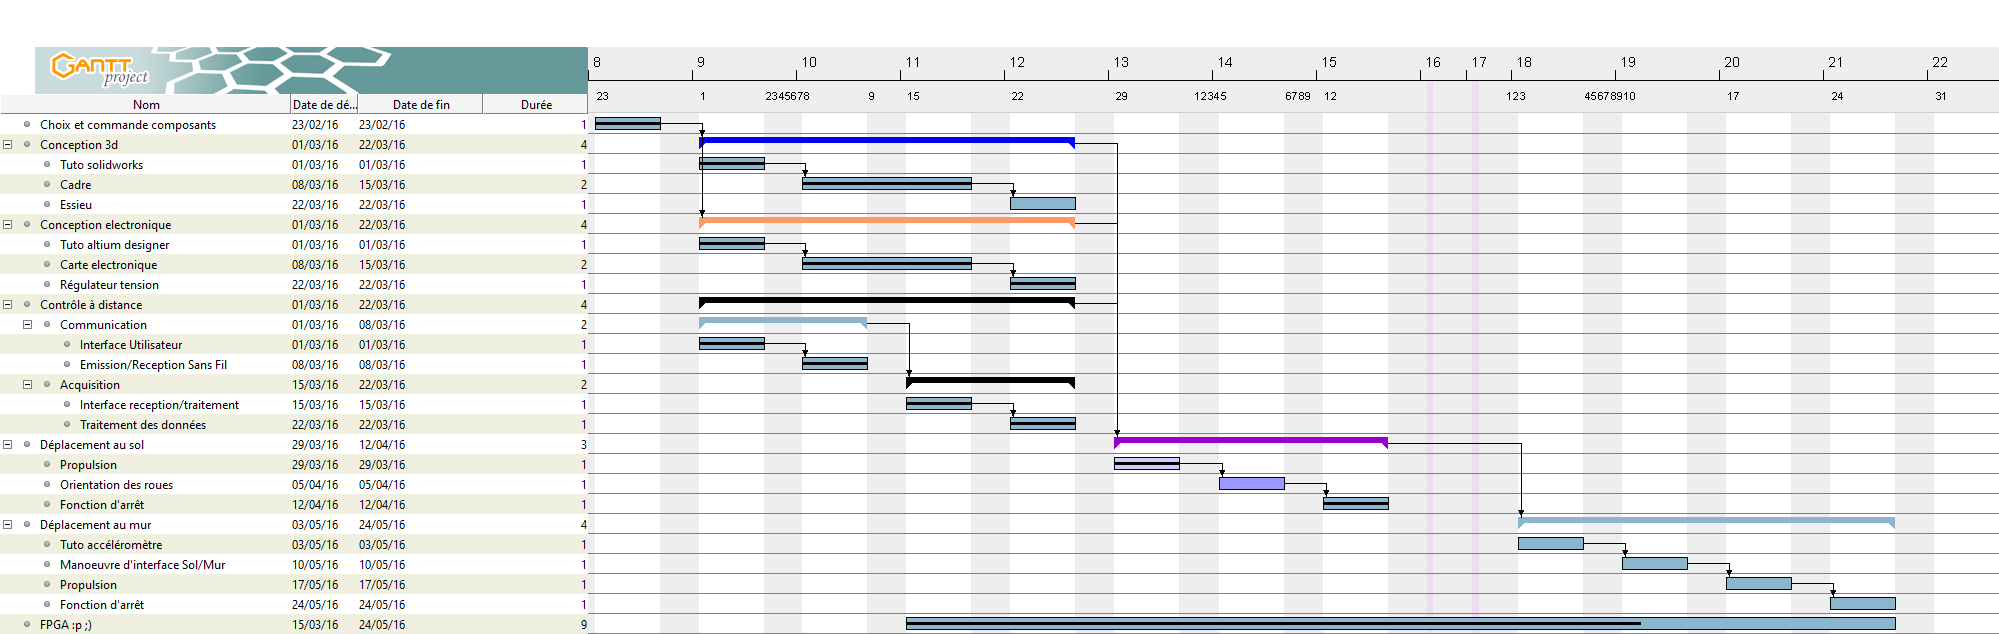 GANTT project
8 9 10 11 12 13 14 15 16 17 18 19 20 21 22
23 1 2345678 9 15 22 29 12345 6789 12 123 45678910 17 24 31
Nom Date de dé... Date de fin Durée
Choix et commande composants 23/02/16 23/02/16 1
Conception 3d 01/03/16 22/03/16 4
Tuto solidworks 01/03/16 01/03/16 1
Cadre 08/03/16 15/03/16 2
Essieu 22/03/16 22/03/16 1
Conception electronique 01/03/16 22/03/16 4
Tuto altium designer 01/03/16 01/03/16 1
Carte electronique 08/03/16 15/03/16 2
Régulateur tension 22/03/16 22/03/16 1
Contrôle à distance 01/03/16 22/03/16 4
Communication 01/03/16 08/03/16 2
Interface Utilisateur 01/03/16 01/03/16 1
Emission/Reception Sans Fil 08/03/16 08/03/16 1
Acquisition 15/03/16 22/03/16 2
Interface reception/traitement 15/03/16 15/03/16 1
Traitement des données 22/03/16 22/03/16 1
Déplacement au sol 29/03/16 12/04/16 3
Propulsion 29/03/16 29/03/16 1
Orientation des roues 05/04/16 05/04/16 1
Fonction d'arrêt 12/04/16 12/04/16 1
Déplacement au mur 03/05/16 24/05/16 4
Tuto accéléromètre 03/05/16 03/05/16 1
Manoeuvre d'interface Sol/Mur 10/05/16 10/05/16 1
Propulsion 17/05/16 17/05/16 1
Fonction d'arrêt 24/05/16 24/05/16 1
FPGA :p ;) 15/03/16 24/05/16 9